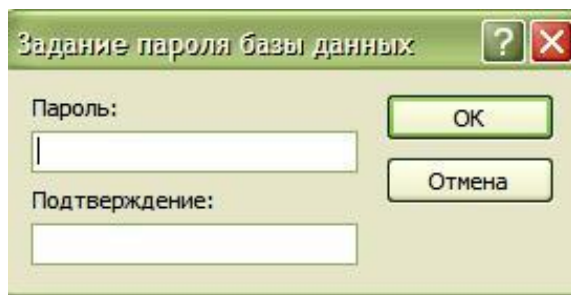 Задание пароля базы данных
?
Пароль:
OK
Отмена
Подтверждение: